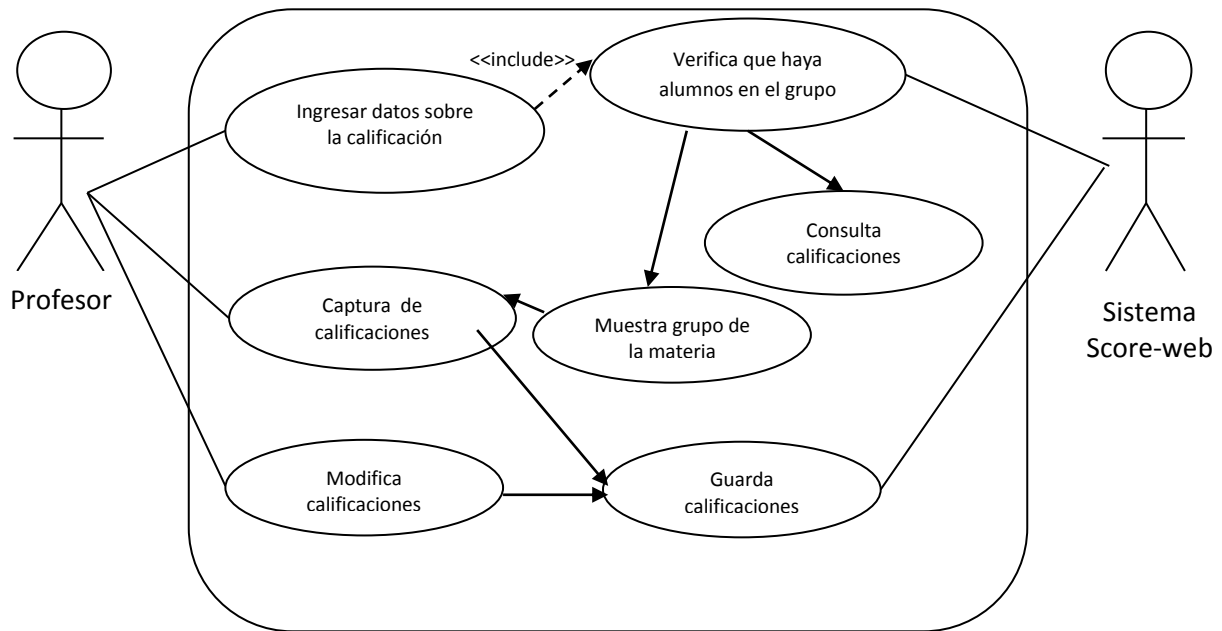 <<include>>
Verifica que haya
alumnos en el grupo
Ingresar datos sobre
la calificación
Consulta
calificaciones
Profesor
Captura de
calificaciones
Muestra grupo de
la materia
Sistema
Score-web
Modifica
calificaciones
Guarda
calificaciones